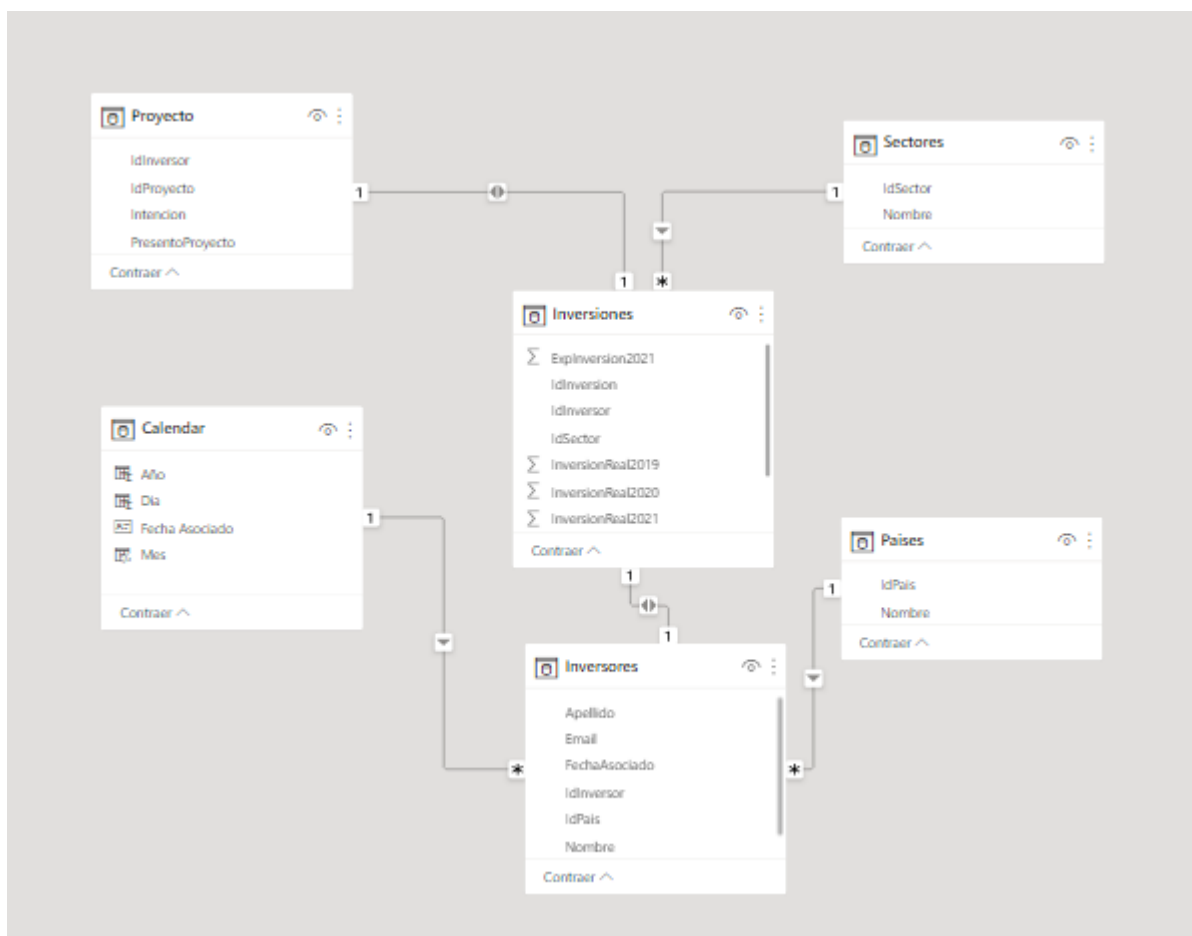 Proyecto
IdInversor
IdProyecto
Intencion
PresentoProyecto
Contraer
Sectores
IdSector
Nombre
Contraer
1
1
1
*
Inversiones
ExpInversion2021
IdInversion
IdInversor
IdSector
InversionReal2019
InversionReal2020
InversionReal2021
Contraer
Calendar
Año
Dia
Fecha Asociado
Mes
Contraer
1
Paises
IdPais
Nombre
Contraer
1
1
1
Inversores
Apellido
Email
FechaAsociado
IdInversor
IdPais
Nombre
Contraer
*
*